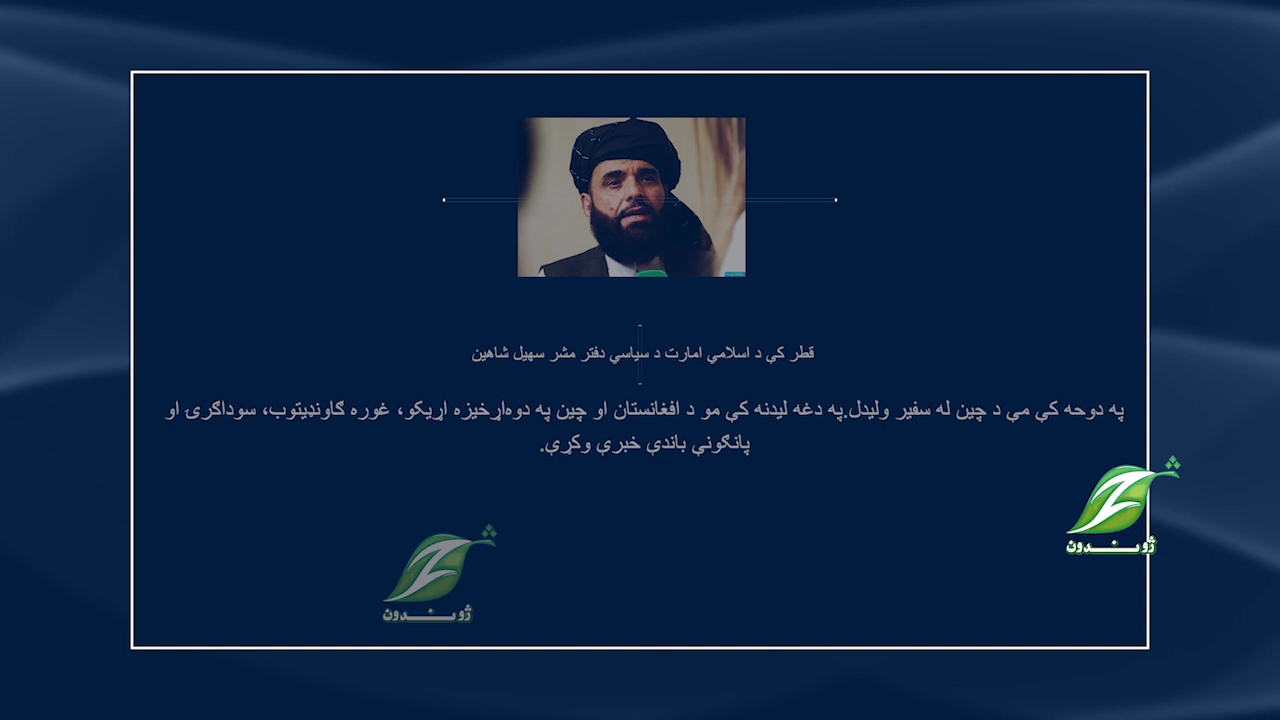 قطر کې د اسلامي امارت د سیاسي دفتر مشر سهیل شاهین
په دوحه کې مې د چین له سفیر ولیدل.په دغه لیدنه کې مو د افغانستان او چین په دوه‌اړخیزه اړیکو، غوره ګاونډیتوب، سوداګرۍ او
پانګونې باندې خبرې وکړې.
ژوندون
ژوندون